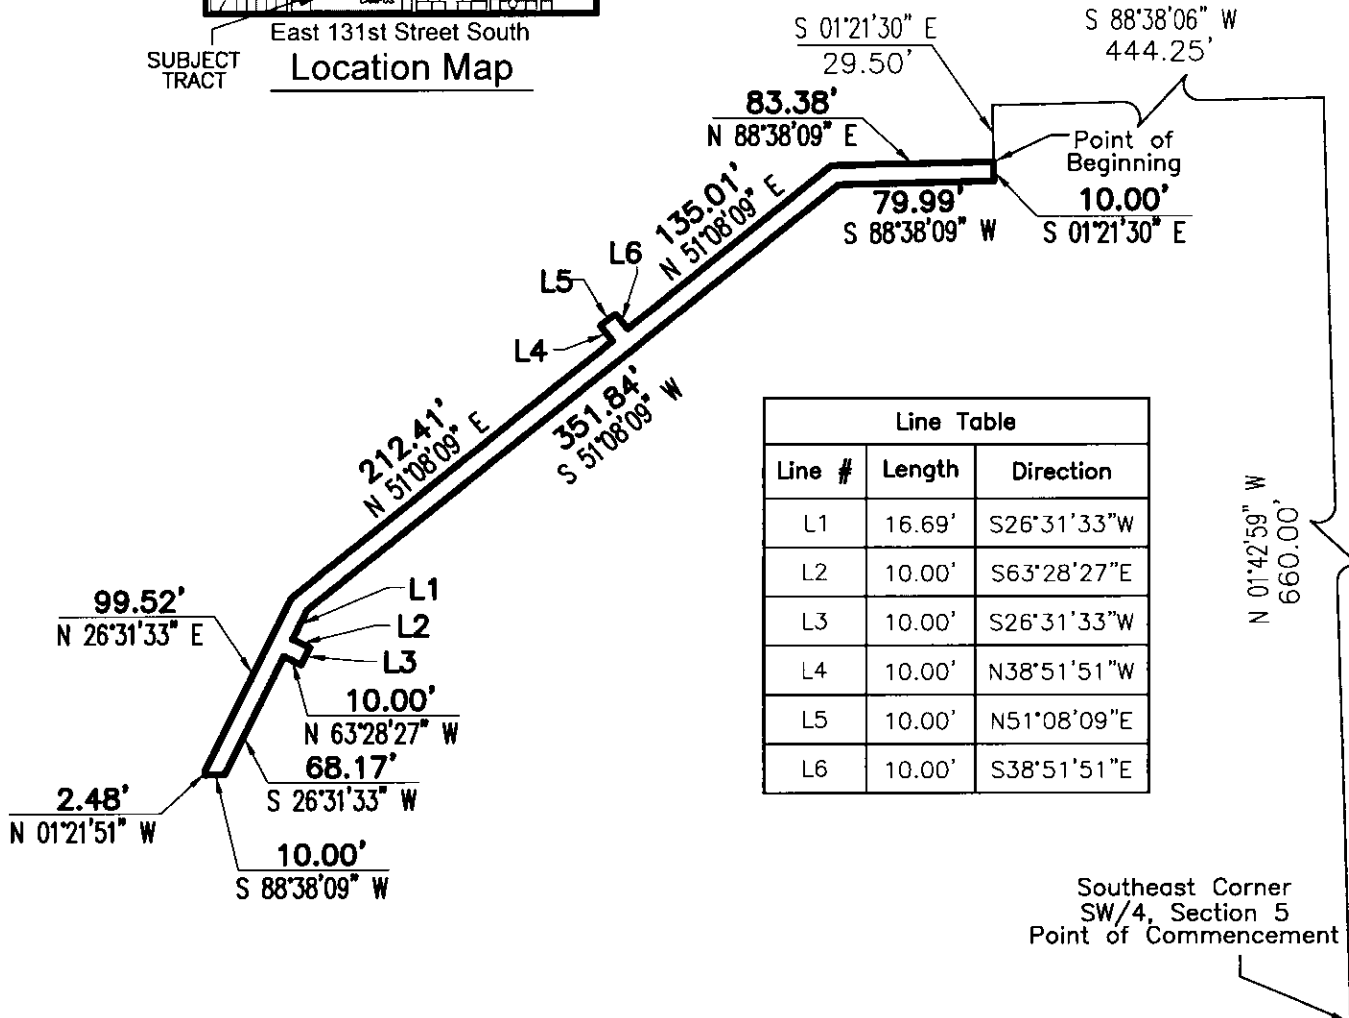 East 131st Street South
Location Map
SUBJECT
TRACT
S 01°21'30" E
29.50'
S 88°38'06" W
444.25'
83.38'
N 88°38'09" E
Point of
Beginning
79.99'
S 88°38'09" W
10.00'
S 01°21'30" E
135.01'
N 51°08'09" E
L6
L5
L4
351.84'
S 51°08'09" W
212.41'
N 51°08'09" E
Line Table
Line # Length Direction
L1 16.69' S26°31'33"W
L2 10.00' S63°28'27"E
L3 10.00' S26°31'33"W
L4 10.00' N38°51'51"W
L5 10.00' N51°08'09"E
L6 10.00' S38°51'51"E
N 01°42'59" W
660.00'
L1
L2
L3
99.52'
N 26°31'33" E
10.00'
N 63°28'27" W
68.17'
S 26°31'33" W
2.48'
N 01°21'51" W
10.00'
S 88°38'09" W
Southeast Corner
SW/4, Section 5
Point of Commencement